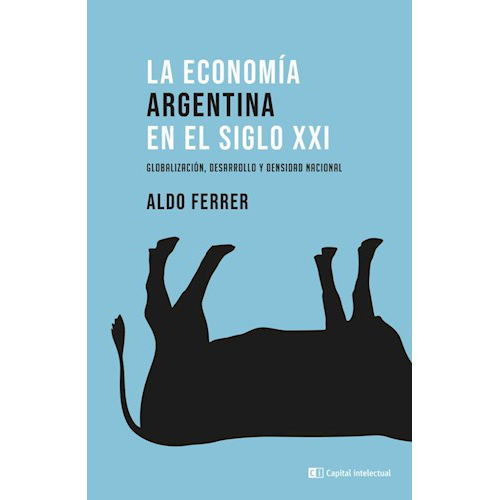 LA ECONOMÍA
ARGENTINA
EN EL SIGLO XXI
GLOBALIZACIÓN, DESARROLLO Y DENSIDAD NACIONAL
ALDO FERRER
CI Capital intelectual